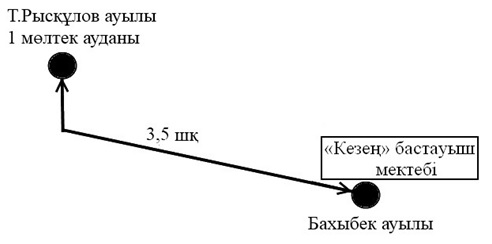 Т.Рысқұлов ауылы
1 мөлтек ауданы
3,5 шқ
«Кезең» бастауыш
мектебі
Бахыбек ауылы